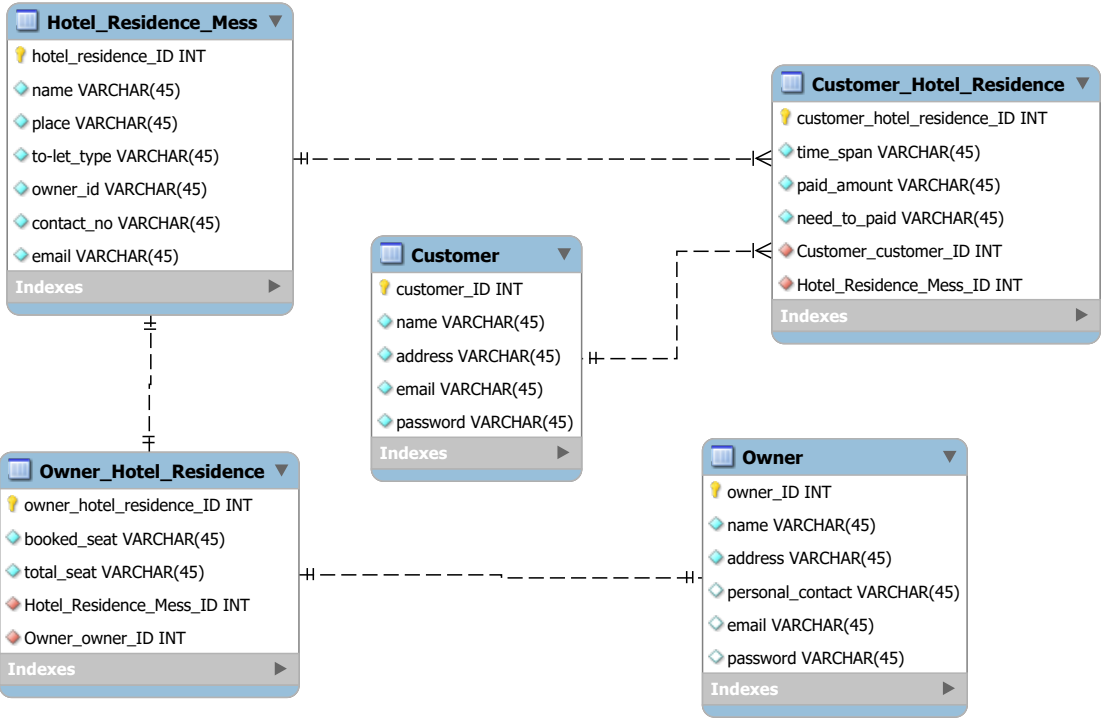 Hotel_Residence_Mess
hotel_residence_ID INT
name VARCHAR(45)
place VARCHAR(45)
to-let_type VARCHAR(45)
owner_id VARCHAR(45)
contact_no VARCHAR(45)
email VARCHAR(45)
Indexes
Customer_Hotel_Residence
customer_hotel_residence_ID INT
time_span VARCHAR(45)
paid_amount VARCHAR(45)
need_to_paid VARCHAR(45)
Customer_customer_ID INT
Hotel_Residence_Mess_ID INT
Indexes
Customer
customer_ID INT
name VARCHAR(45)
address VARCHAR(45)
email VARCHAR(45)
password VARCHAR(45)
Indexes
Owner_Hotel_Residence
owner_hotel_residence_ID INT
booked_seat VARCHAR(45)
total_seat VARCHAR(45)
Hotel_Residence_Mess_ID INT
Owner_owner_ID INT
Indexes
Owner
owner_ID INT
name VARCHAR(45)
address VARCHAR(45)
personal_contact VARCHAR(45)
email VARCHAR(45)
password VARCHAR(45)
Indexes